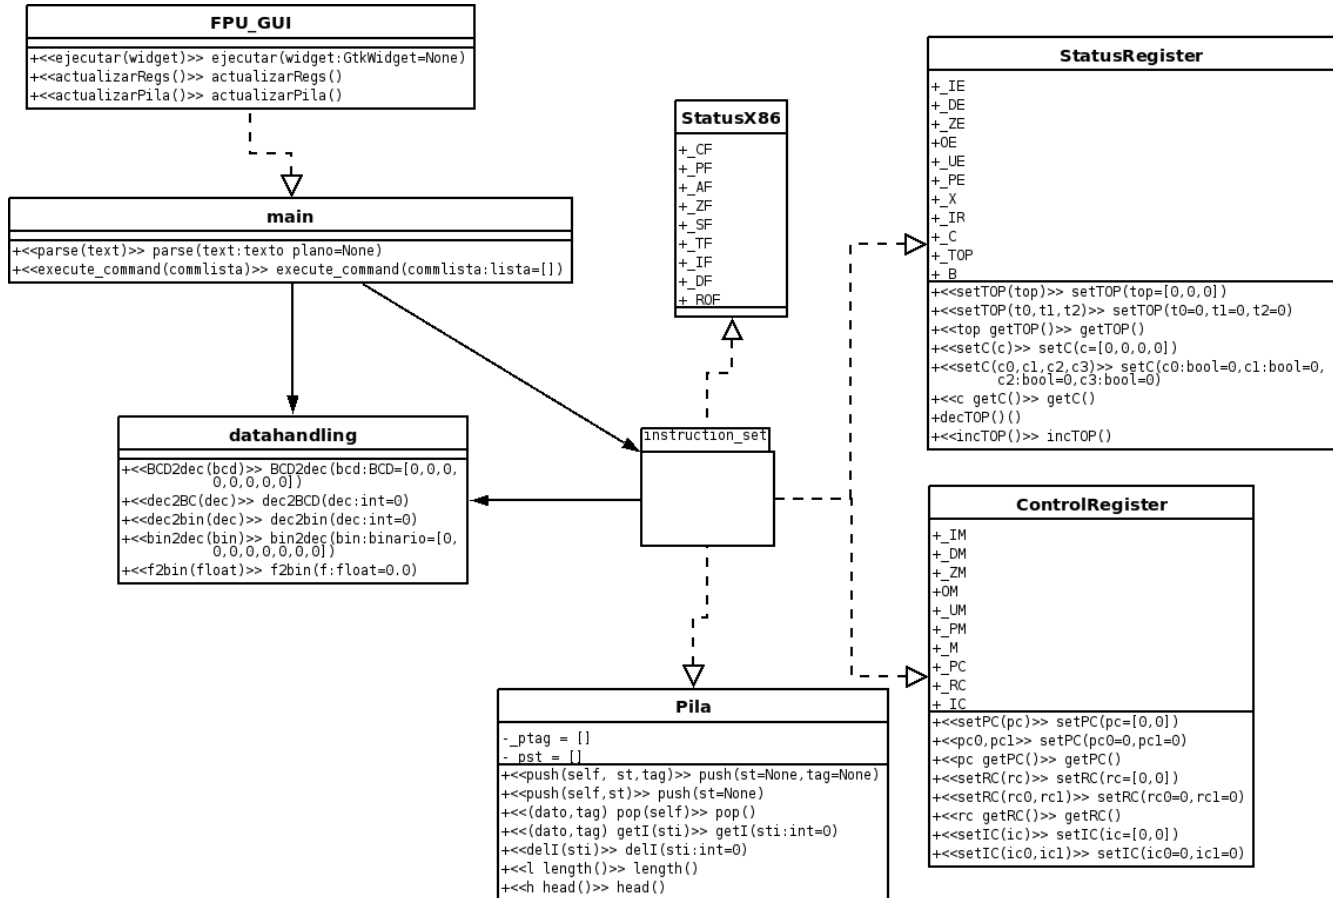 FPU_GUI
+<<ejecutar(widget)>> ejecutar(widget:GtkWidget=None)
+<<actualizarRegs()>> actualizarRegs()
+<<actualizarPila()>> actualizarPila()
main
+<<parse(text)>> parse(text:texto plano=None)
+<<execute_command(commlista)>> execute_command(commlista:lista=[])
StatusX86
+_CF
+_PF
+_AF
+_ZF
+_SF
+_TF
+_IF
+_DF
+_ROF
StatusRegister
+_IE
+_DE
+_ZE
+OE
+_UE
+_PE
+_X
+_IR
+_C
+_TOP
+_B
+<<setTOP(top)>> setTOP(top=[0,0,0])
+<<setTOP(t0,t1,t2)>> setTOP(t0=0,t1=0,t2=0)
+<<top getTOP()>> getTOP()
+<<setC(c)>> setC(c=[0,0,0,0])
+<<setC(c0,c1,c2,c3)>> setC(c0:bool=0,c1:bool=0,
c2:bool=0,c3:bool=0)
+<<c getC()>> getC()
+decTOP()()
+<<incTOP()>> incTOP()
datahandling
+<<BCD2dec(bcd)>> BCD2dec(bcd:BCD=[0,0,0,
0,0,0,0,0])
+<<dec2BC(dec)>> dec2BCD(dec:int=0)
+<<dec2bin(dec)>> dec2bin(dec:int=0)
+<<bin2dec(bin)>> bin2dec(bin:binario=[0,
0,0,0,0,0,0,0])
+<<f2bin(float)>> f2bin(f:float=0.0)
instruction_set
ControlRegister
+_IM
+_DM
+_ZM
+OM
+_UM
+_PM
+_M
+_PC
+_RC
+_IC
+<<setPC(pc)>> setPC(pc=[0,0])
+<<pc0,pc1>> setPC(pc0=0,pc1=0)
+<<pc getPC()>> getPC()
+<<setRC(rc)>> setRC(rc=[0,0])
+<<setRC(rc0,rc1)>> setRC(rc0=0,rc1=0)
+<<rc getRC()>> getRC()
+<<setIC(ic)>> setIC(ic=[0,0])
+<<setIC(ic0,ic1)>> setIC(ic0=0,ic1=0)
Pila
-_ptag = []
-_pst = []
+<<push(self, st,tag)>> push(st=None,tag=None)
+<<push(self,st)>> push(st=None)
+<<(dato,tag) pop(self)>> pop()
+<<(dato,tag) getI(sti)>> getI(sti:int=0)
+<<delI(sti)>> delI(sti:int=0)
+<<l length()>> length()
+<<h head()>> head()